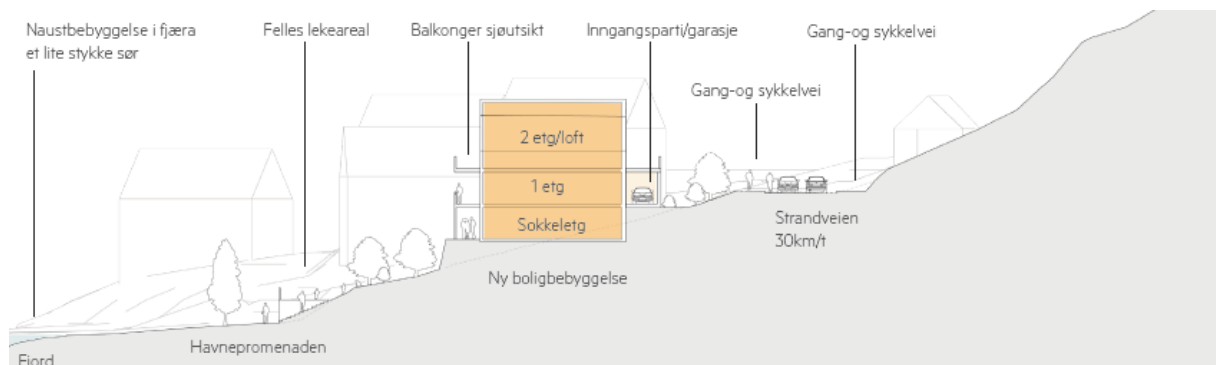 Naustbebyggelse i fjæra
et lite stykke sør
Felles lekeareal
Balkonger sjøutsikt
Inngangsparti/garasje
Gang-og sykkelvei
Gang-og sykkelvei
2 etg/loft
1 etg
Sokkeletg
Strandveien
30km/t
Ny boligbebyggelse
Havnepromenaden
Fjord